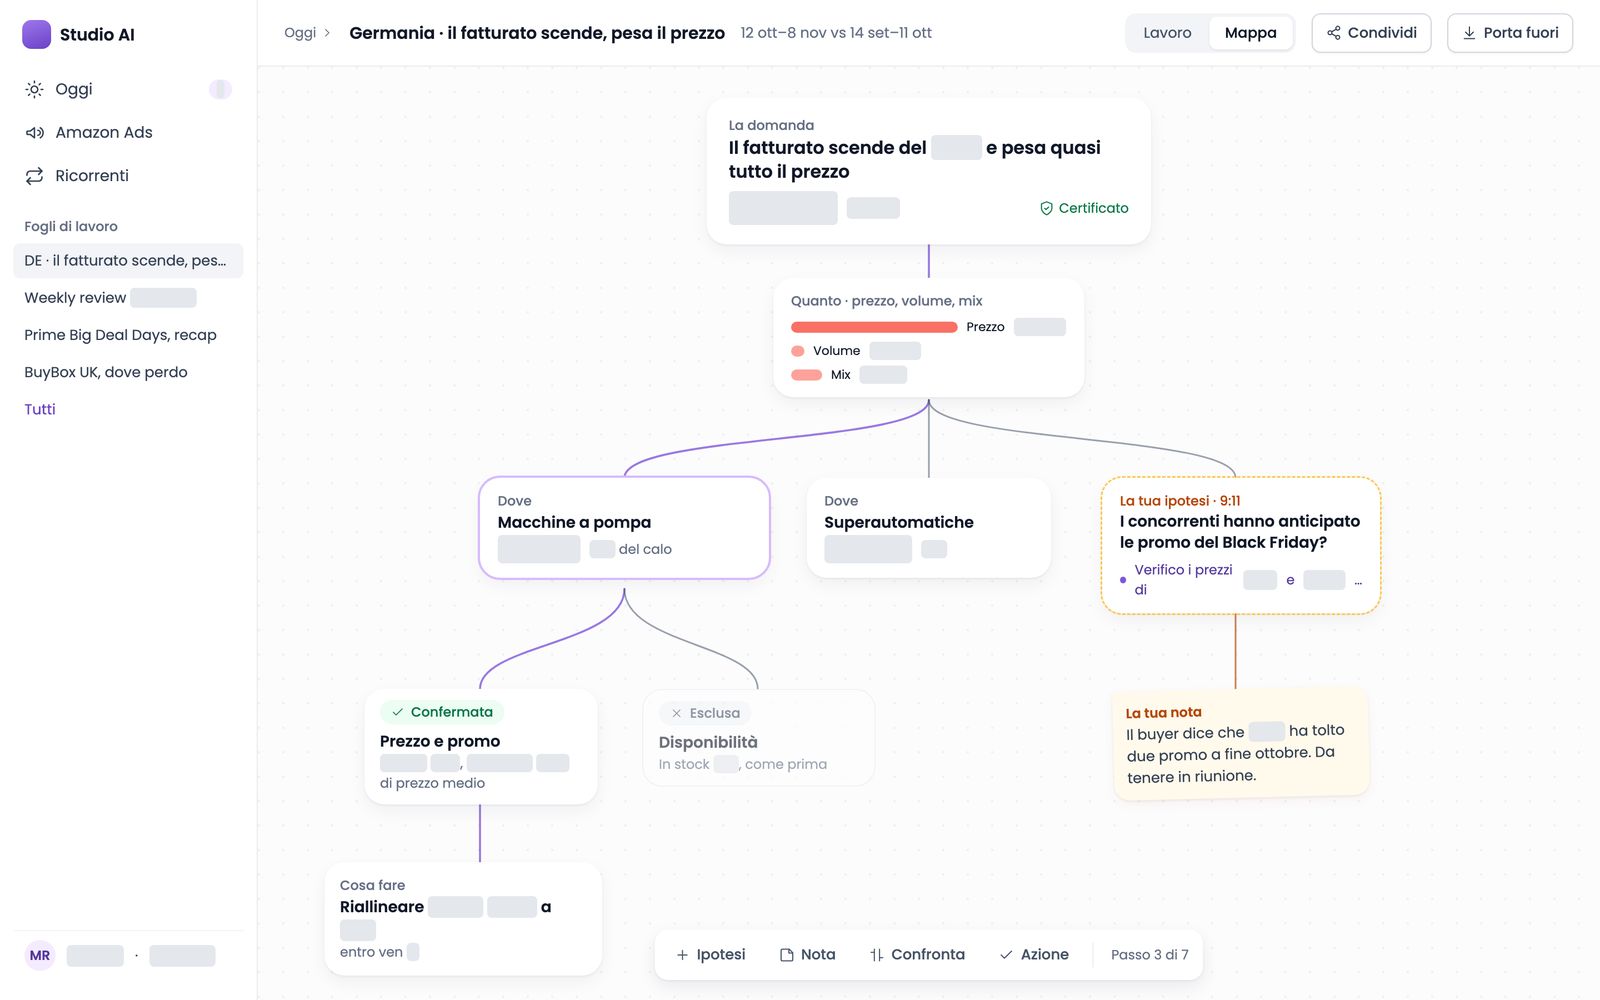 Studio AI
Oggi
Amazon Ads
Ricorrenti
Fogli di lavoro
DE · il fatturato scende, pes...
Weekly review
Prime Big Deal Days, recap
BuyBox UK, dove perdo
Tutti
MR ·
Oggi > Germania · il fatturato scende, pesa il prezzo 12 ott–8 nov vs 14 set–11 ott
Lavoro Mappa Condividi Porta fuori
La domanda
Il fatturato scende del e pesa quasi
tutto il prezzo
Certificato
Quanto · prezzo, volume, mix
Prezzo
Volume
Mix
Dove
Macchine a pompa
del calo
Dove
Superautomatiche
La tua ipotesi · 9:11
I concorrenti hanno anticipato
le promo del Black Friday?
Verifico i prezzi
di e ...
Confermata
Prezzo e promo
,
di prezzo medio
Esclusa
Disponibilità
In stock , come prima
La tua nota
Il buyer dice che ha tolto
due promo a fine ottobre. Da
tenere in riunione.
Cosa fare
Riallineare a
entro ven
Ipotesi Nota Confronta Azione Passo 3 di 7